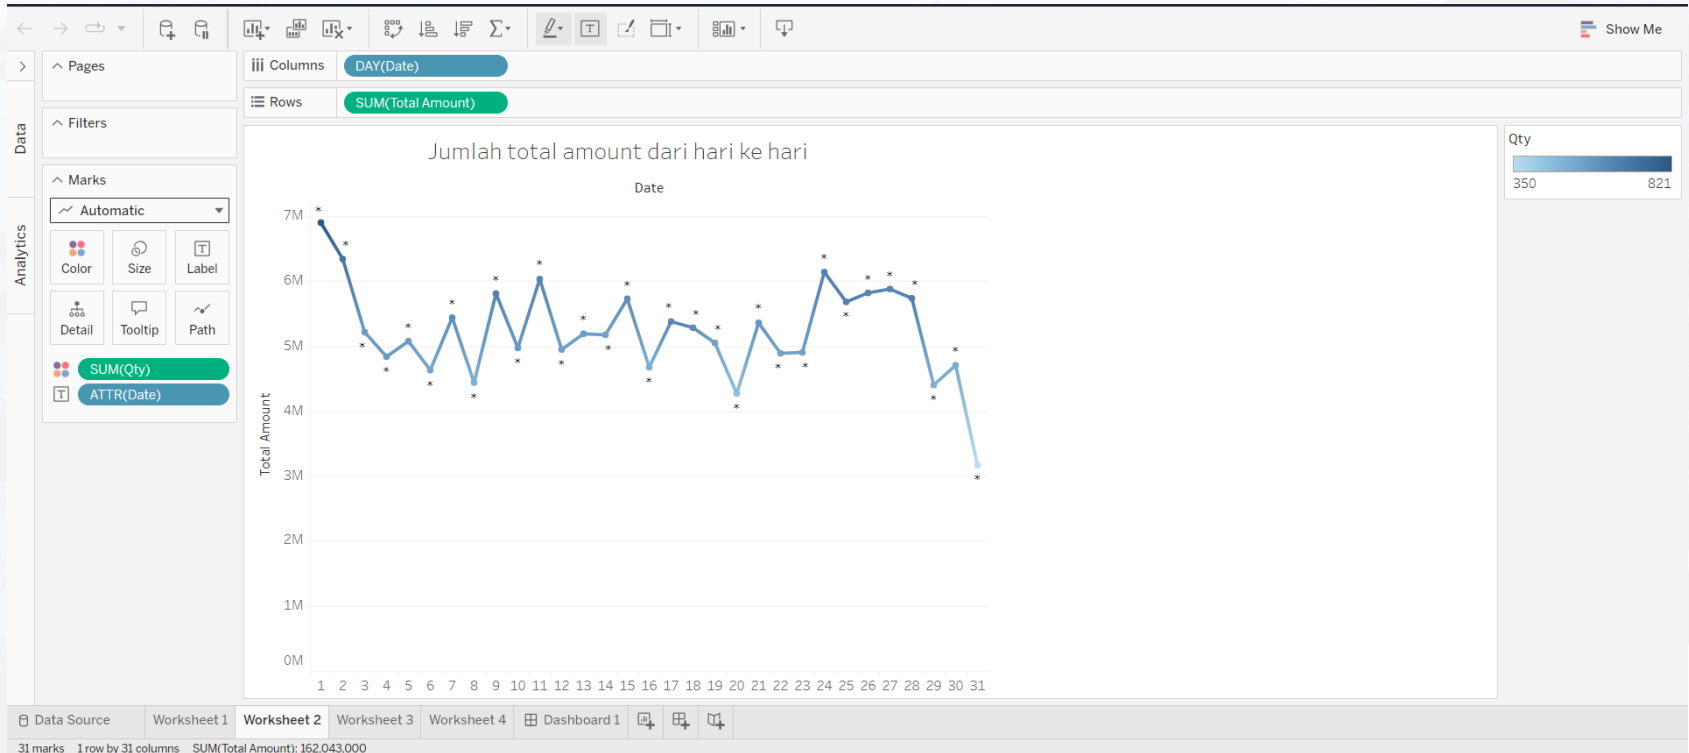 Show Me
Pages
Columns
DAY(Date)
Rows
SUM(Total Amount)
Data
Analytics
Filters
Marks
Automatic
Color
Size
Label
Detail
Tooltip
Path
SUM(Qty)
ATTR(Date)
Jumlah total amount dari hari ke hari
Date
Total Amount
7M
6M
5M
4M
3M
2M
1M
0M
* * * * * * * * * * * * * * * * * * * * * * * * * * * * * * *
1 2 3 4 5 6 7 8 9 10 11 12 13 14 15 16 17 18 19 20 21 22 23 24 25 26 27 28 29 30 31
Qty
350 821
Data Source Worksheet 1 Worksheet 2 Worksheet 3 Worksheet 4 Dashboard 1
31 marks 1 row by 31 columns SUM(Total Amount): 162.043.000